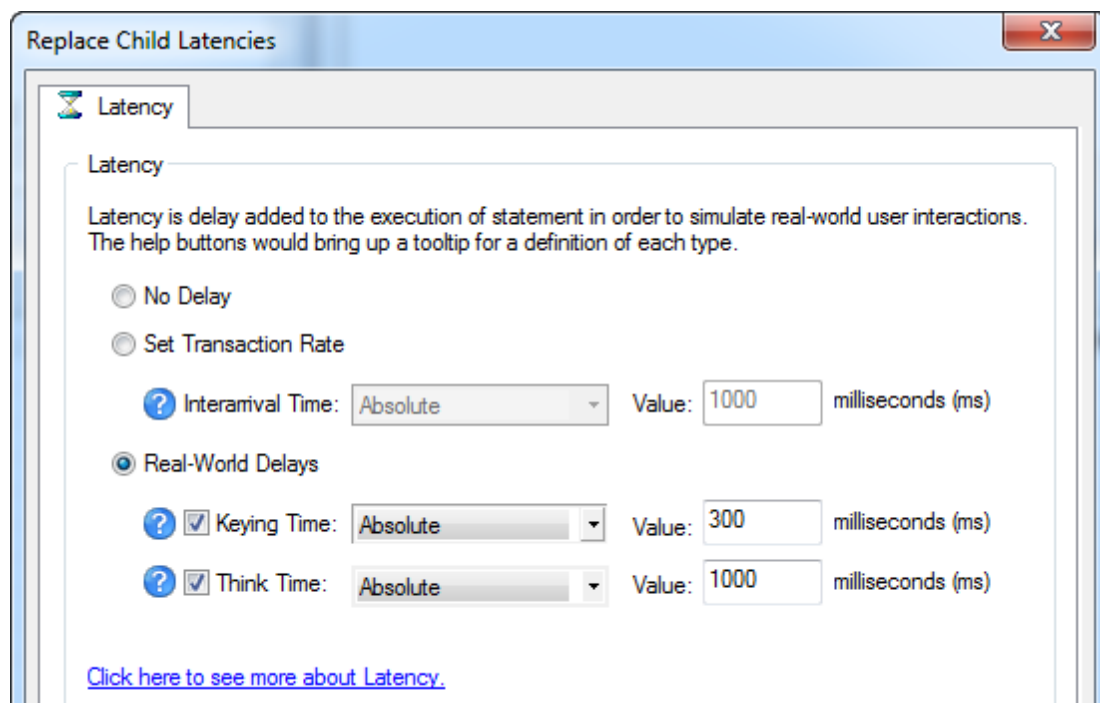 Replace Child Latencies
Latency
Latency
Latency is delay added to the execution of statement in order to simulate real-world user interactions.
The help buttons would bring up a tooltip for a definition of each type.
No Delay
Set Transaction Rate
? Interarrival Time: Absolute Value: 1000 milliseconds (ms)
Real-World Delays
? Keying Time: Absolute Value: 300 milliseconds (ms)
? Think Time: Absolute Value: 1000 milliseconds (ms)
Click here to see more about Latency.